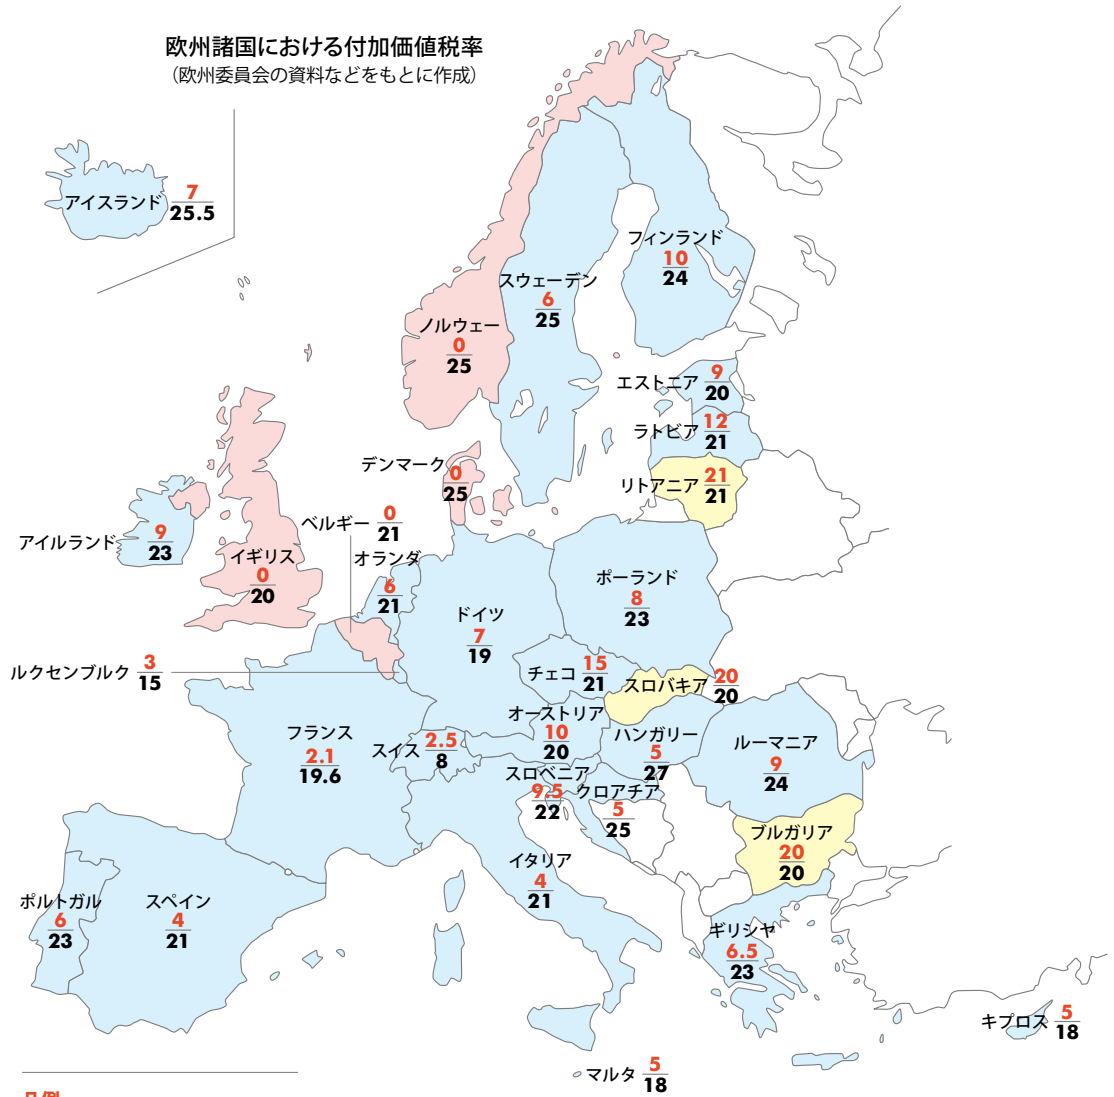 欧州諸国における付加価値税率
（欧州委員会の資料などをもとに作成）
アイスランド
7
25.5
フィンランド
10
24
スウェーデン
6
25
ノルウェー
0
25
エストニア
9
20
ラトビア
12
21
リトアニア
21
21
デンマーク
0
25
ベルギー
0
21
アイルランド
9
23
イギリス
0
20
オランダ
6
21
ポーランド
8
23
ドイツ
7
19
ルクセンブルク
3
15
チェコ
15
21
スロバキア
20
20
オーストリア
10
20
フランス
2.1
19.6
スイス
2.5
8
ハンガリー
5
27
ルーマニア
9
24
スロベニア
9.5
22
クロアチア
5
25
ブルガリア
20
20
イタリア
4
21
ポルトガル
6
23
スペイン
4
21
ギリシヤ
6.5
23
キプロス
5
18
マルタ
5
18